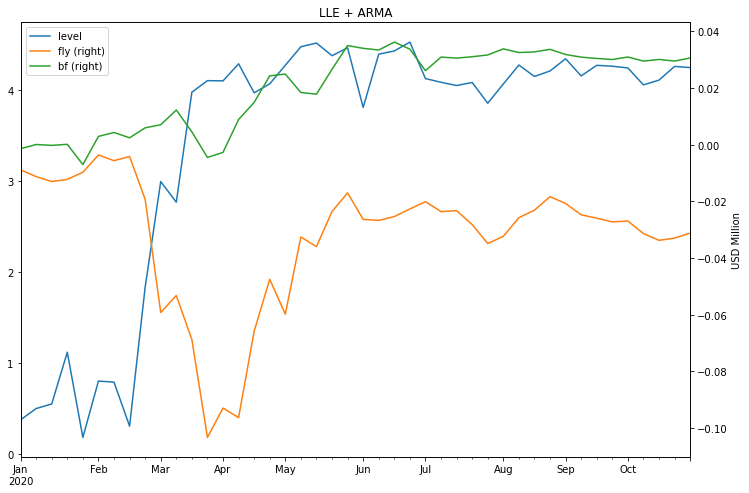 LLE + ARMA
level
fly (right)
bf (right)
4
3
2
1
0
0.04
0.02
0.00
−0.02
−0.04
−0.06
−0.08
−0.10
USD Million
Jan Feb Mar Apr May Jun Jul Aug Sep Oct
2020